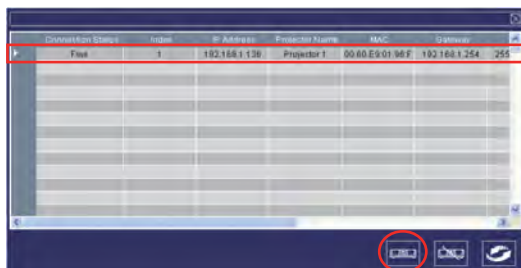 Connection Status Index IP Address Projector Name MAC Gateway
Fine 1 192.168.1.136 Projector 1 00.60.E9.01.96.F 192.168.1.254 255